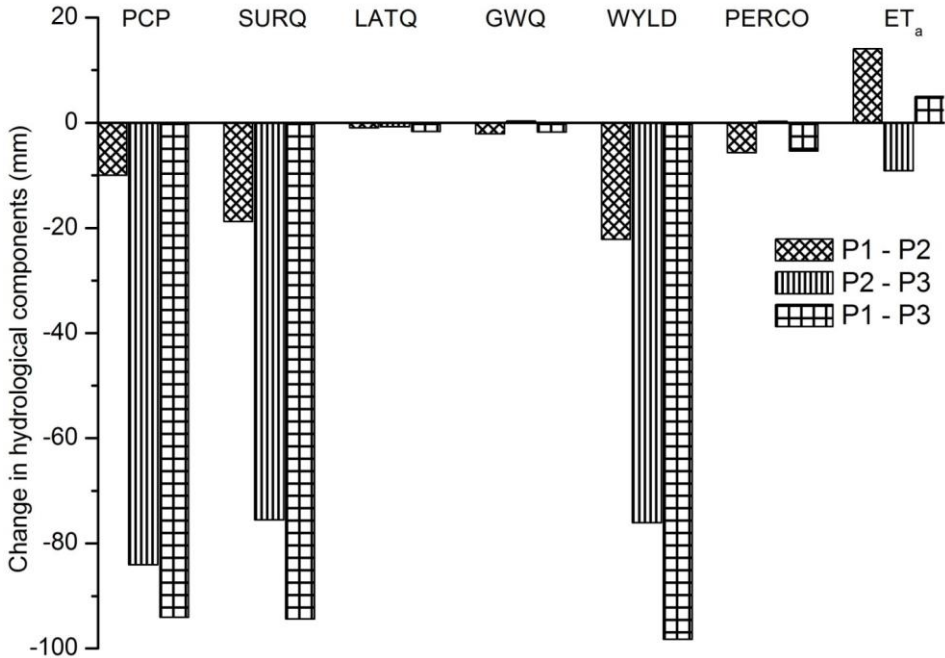 PCP SURQ LATQ GWQ WYLD PERCO ETa
20
0
-20
-40
-60
-80
-100
Change in hydrological components (mm)
P1 - P2
P2 - P3
P1 - P3